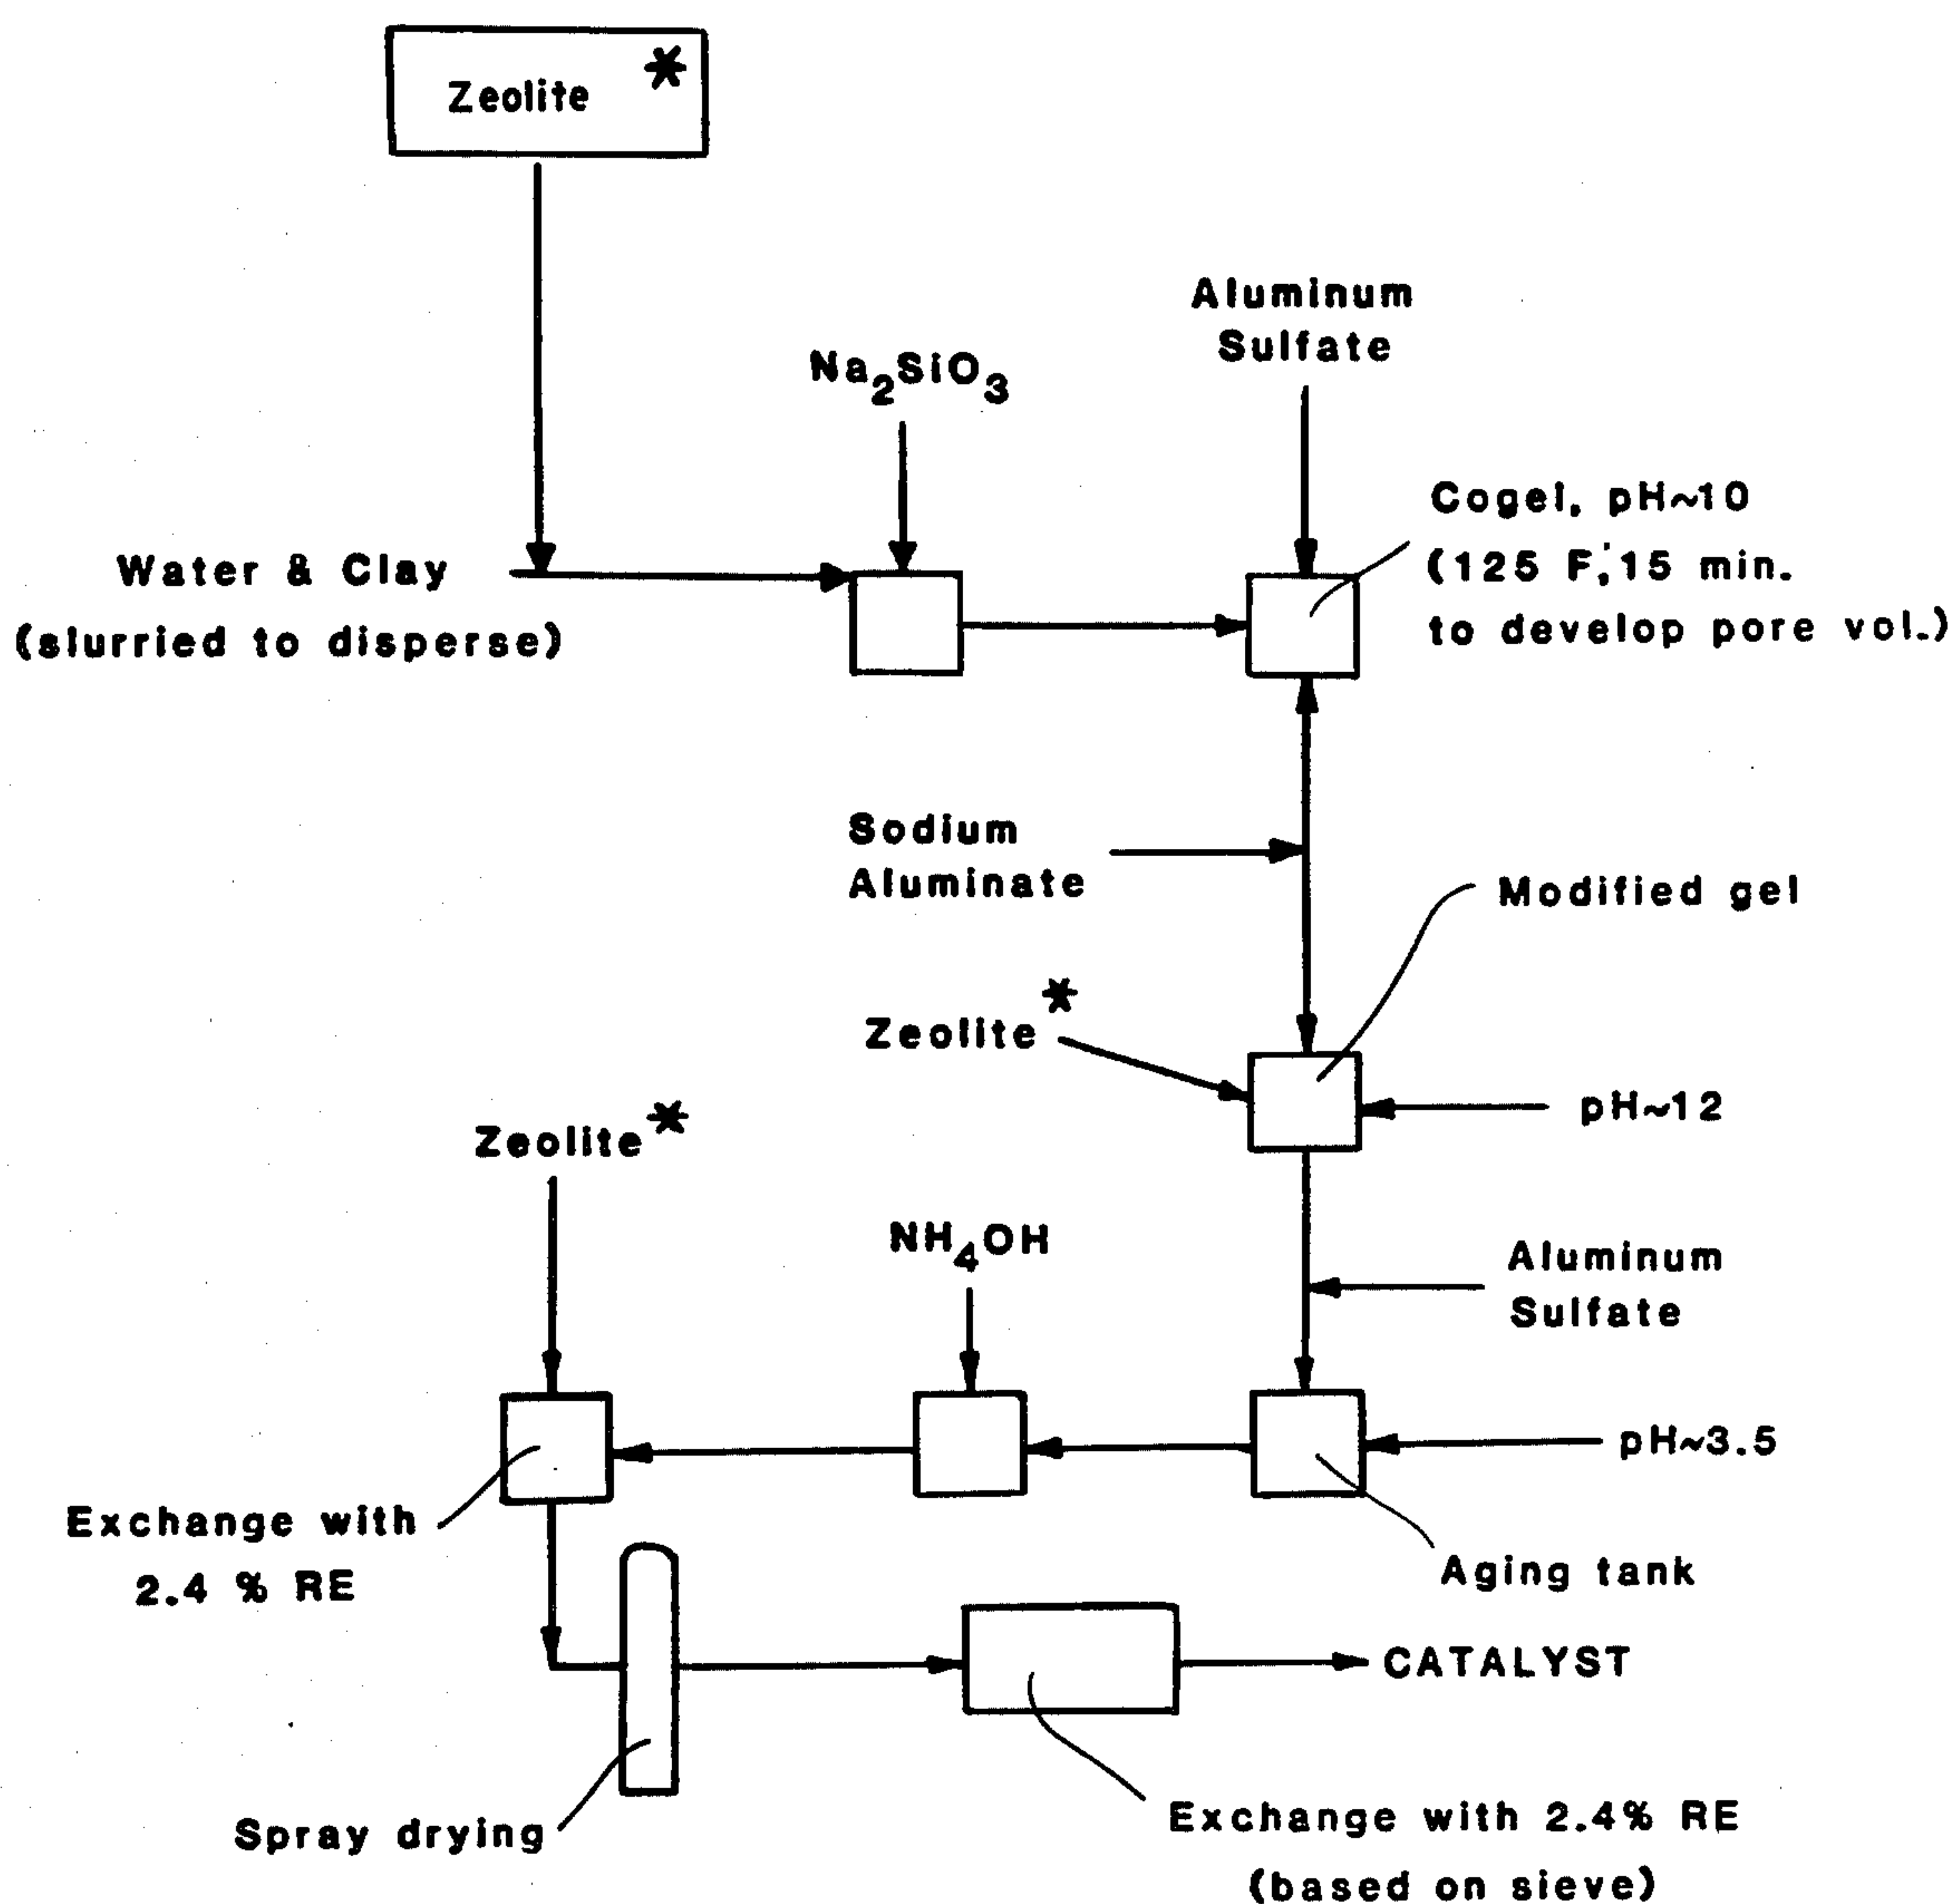 Zeolite *
Aluminum
Sulfate
Na2SiO3
Cogel, pH~10
(125 F, 15 min.
to develop pore vol.)
Water & Clay
(slurried to disperse)
Sodium
Aluminate
Modified gel
Zeolite *
pH~12
Zeolite *
NH4OH
Aluminum
Sulfate
pH~3.5
Exchange with
2.4 % RE
Aging tank
CATALYST
Spray drying
Exchange with 2.4% RE
(based on sieve)